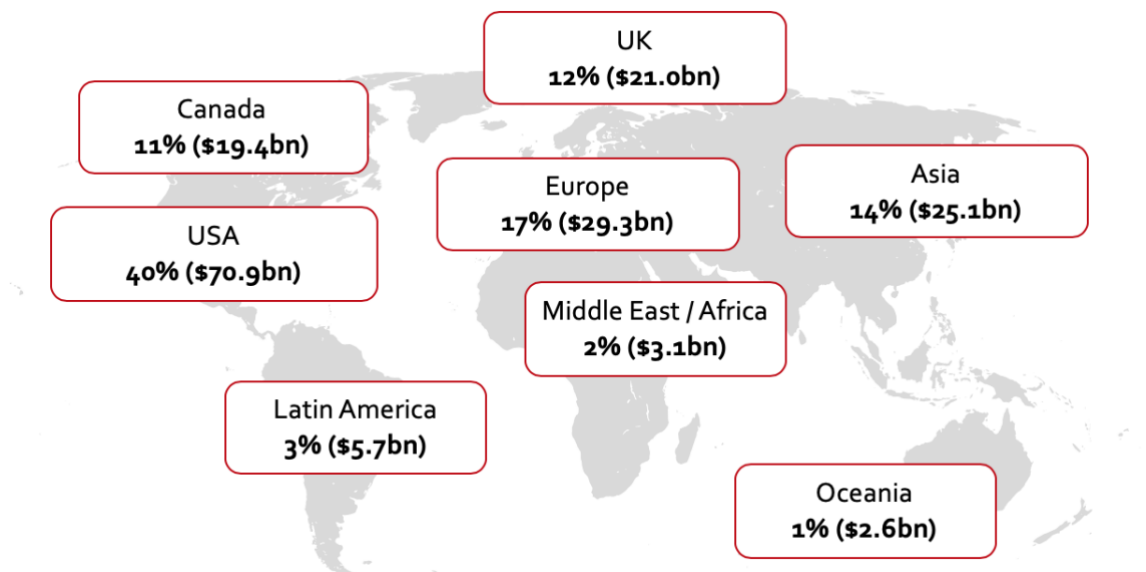 UK
12% ($21.0bn)
Canada
11% ($19.4bn)
Europe
17% ($29.3bn)
Asia
14% ($25.1bn)
USA
40% ($70.9bn)
Middle East / Africa
2% ($3.1bn)
Latin America
3% ($5.7bn)
Oceania
1% ($2.6bn)